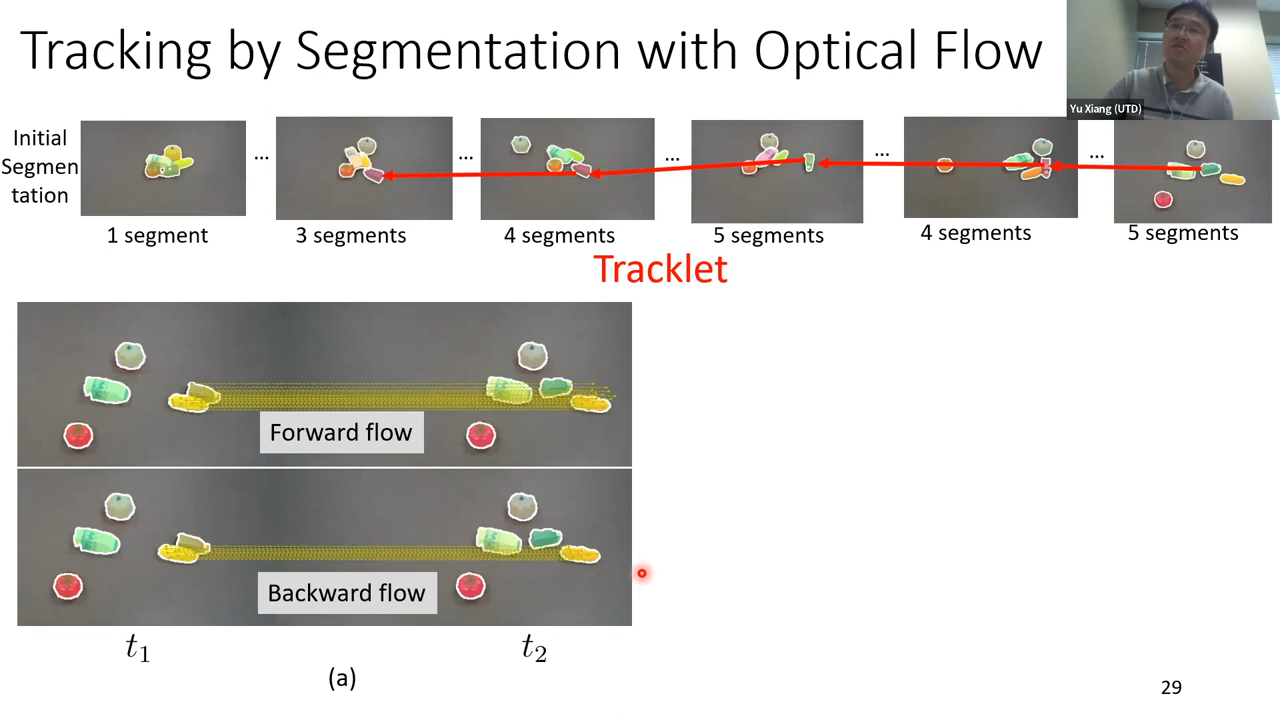 Tracking by Segmentation with Optical Flow
Yu Xiang (UTD)
Initial
Segmen
tation
...
...
...
...
...
1 segment
3 segments
4 segments
5 segments
4 segments
5 segments
Tracklet
Forward flow
Backward flow
t₁
t₂
(a)
29